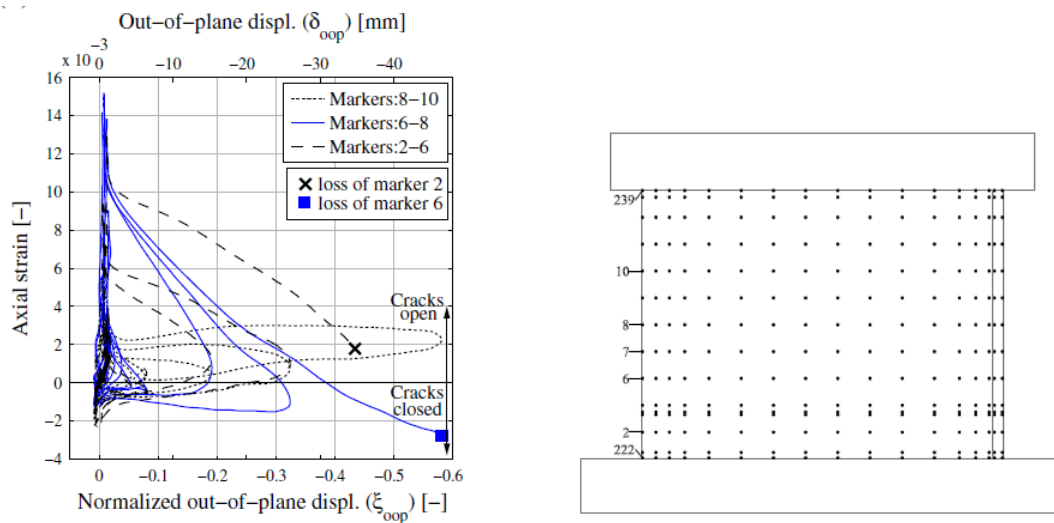 Out−of−plane displ. (δoop) [mm]
x 10 −3
0 −10 −20 −30 −40
16
14
12
10
8
6
4
2
0
−2
−4
Axial strain [−]
Markers:8−10
Markers:6−8
Markers:2−6
loss of marker 2
loss of marker 6
Cracks
open
Cracks
closed
0 −0.1 −0.2 −0.3 −0.4 −0.5 −0.6
Normalized out−of−plane displ. (ξoop) [−]
239
10
8
7
6
2
222